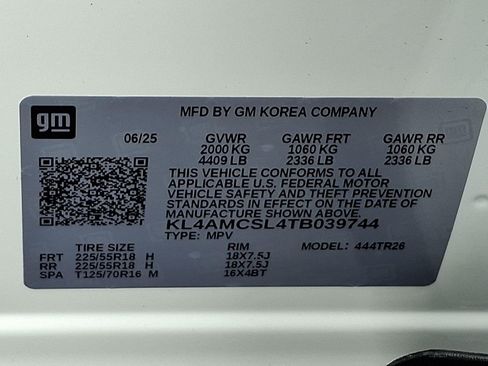 gm
MFD BY GM KOREA COMPANY
06/25 GVWR GAWR FRT GAWR RR
2000 KG 1060 KG 1060 KG
4409 LB 2336 LB 2336 LB
THIS VEHICLE CONFORMS TO ALL
APPLICABLE U.S. FEDERAL MOTOR
VEHICLE SAFETY AND THEFT PREVENTION
STANDARDS IN EFFECT ON THE DATE OF
MANUFACTURE SHOWN ABOVE.
KL4AMCSL4TB039744
TYPE: MPV MODEL: 444TR26
TIRE SIZE RIM
FRT 225/55R18 H 18X7.5J
RR 225/55R18 H 18X7.5J
SPA T125/70R16 M 16X4BT